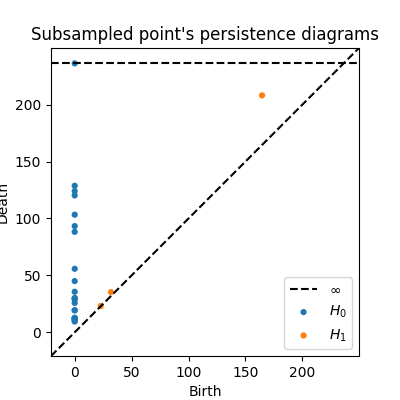 Subsampled point's persistence diagrams
Death
200
150
100
50
0
∞
H₀
H₁
0
50
100
150
200
Birth